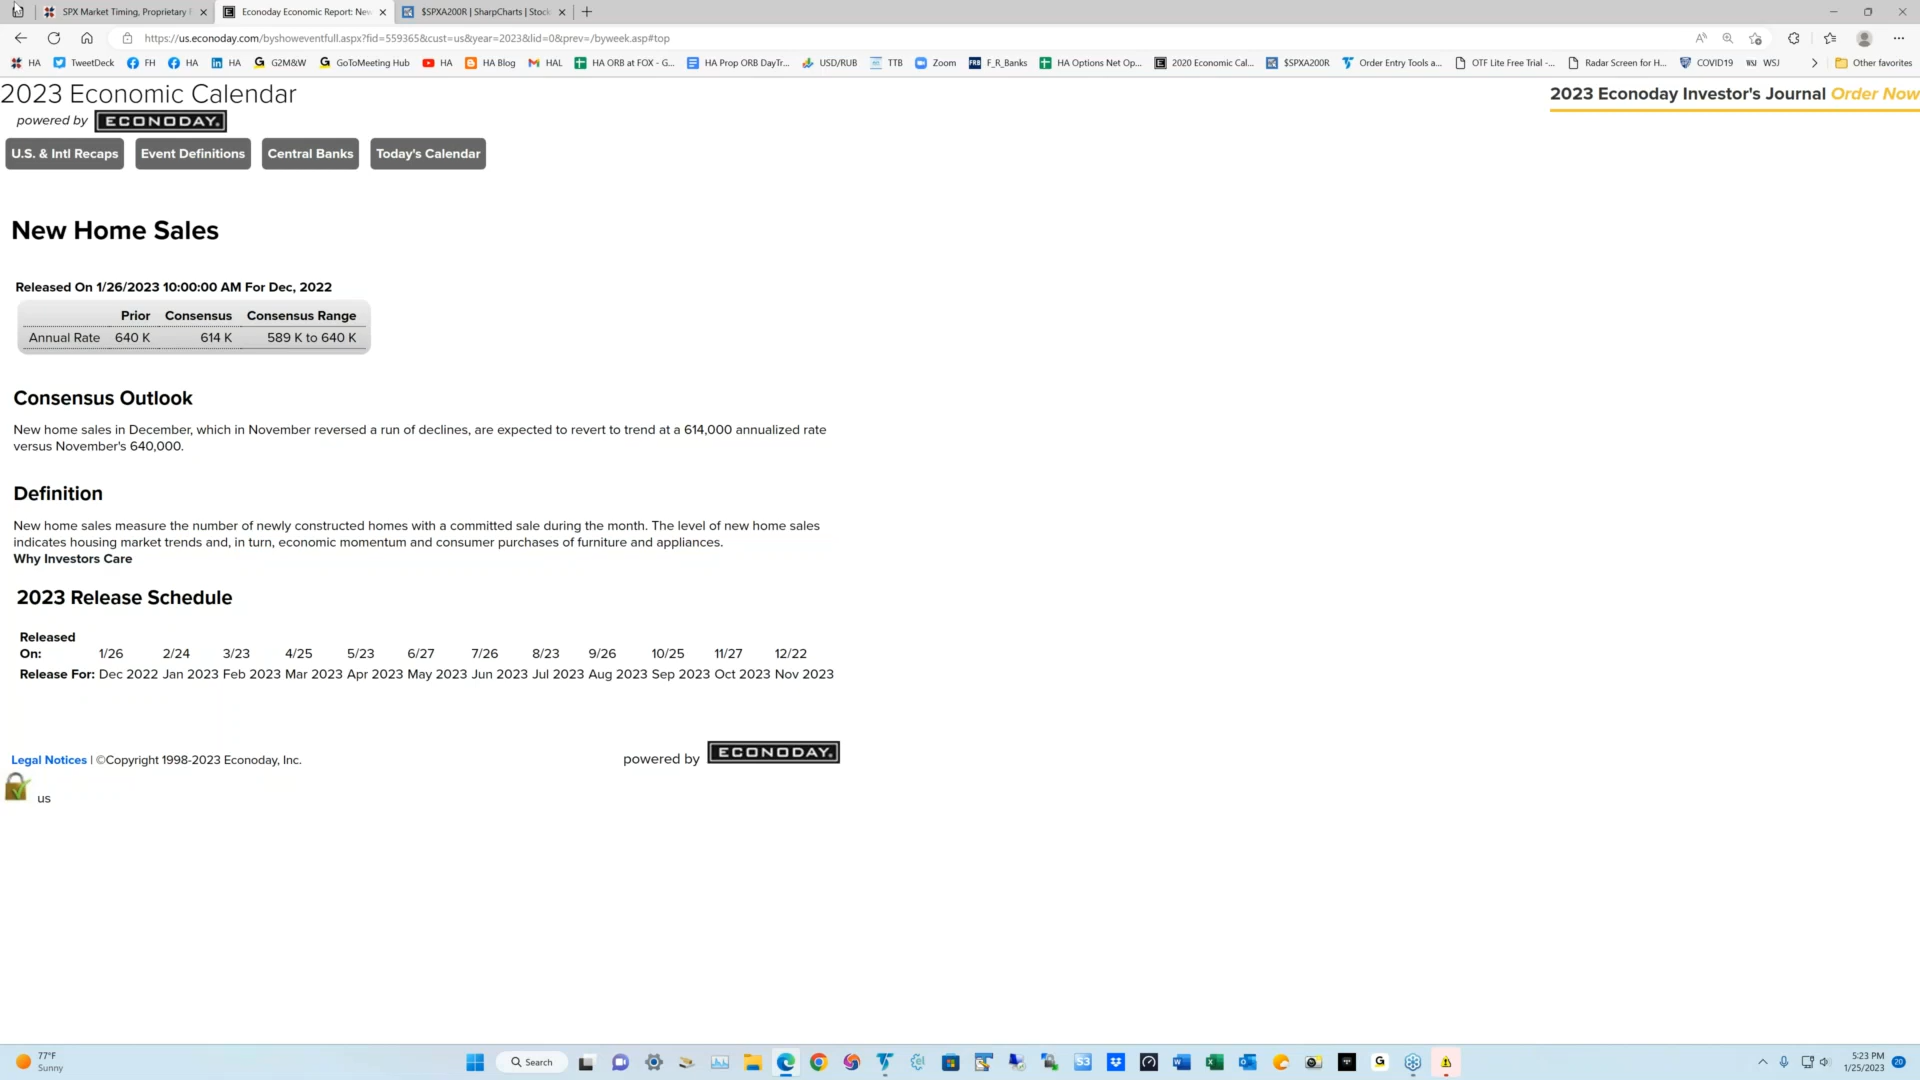 SPX Market Timing, Proprietary
Econoday Economic Report: New
$SPXA200R | SharpCharts | Stock
https://us.econoday.com/byshoweventfull.aspx?fid=559365&cust=us&year=2023&lid=0&prev=/byweek.asp#top
HA TweetDeck FH HA HA G2M&W GoToMeeting Hub HA HA Blog HAL HA ORB at FOX - G... HA Prop ORB DayTr... USD/RUB TTB Zoom F_R_Banks HA Options Net Op... 2020 Economic Cal... $SPXA200R Order Entry Tools a... OTF Lite Free Trial -... Radar Screen for H... COVID19 WSJ WSJ Other favorites
2023 Economic Calendar
2023 Econoday Investor's Journal Order Now
powered by ECONODAY.
U.S. & Intl Recaps Event Definitions Central Banks Today's Calendar
New Home Sales
Released On 1/26/2023 10:00:00 AM For Dec, 2022
Prior Consensus Consensus Range
Annual Rate 640 K 614 K 589 K to 640 K
Consensus Outlook
New home sales in December, which in November reversed a run of declines, are expected to revert to trend at a 614,000 annualized rate
versus November's 640,000.
Definition
New home sales measure the number of newly constructed homes with a committed sale during the month. The level of new home sales
indicates housing market trends and, in turn, economic momentum and consumer purchases of furniture and appliances.
Why Investors Care
2023 Release Schedule
Released
On: 1/26 2/24 3/23 4/25 5/23 6/27 7/26 8/23 9/26 10/25 11/27 12/22
Release For: Dec 2022 Jan 2023 Feb 2023 Mar 2023 Apr 2023 May 2023 Jun 2023 Jul 2023 Aug 2023 Sep 2023 Oct 2023 Nov 2023
Legal Notices | ©Copyright 1998-2023 Econoday, Inc.
powered by ECONODAY.
us
77°F
Sunny
Search
5:23 PM
1/25/2023
20